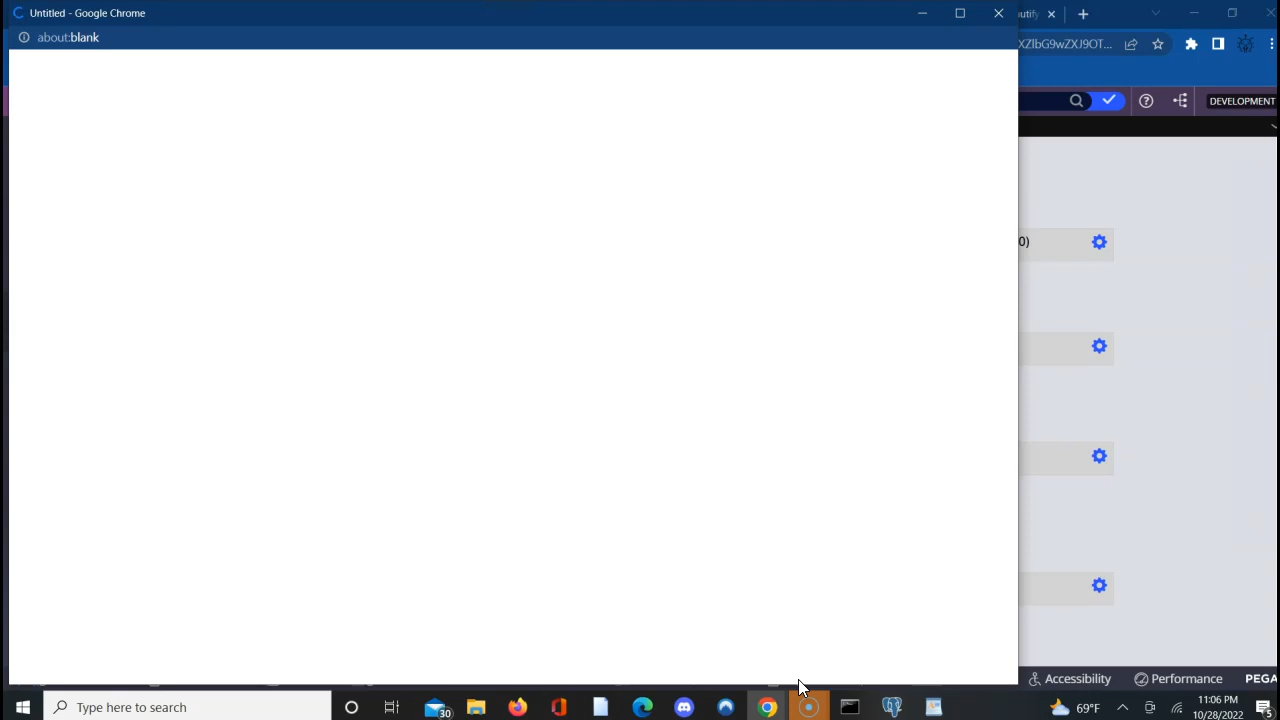 Untitled - Google Chrome
about:blank
utify
XZlbG9wZXJ9OT...
DEVELOPMENT
0)
Accessibility
Performance
PEGA
Type here to search
30
69°F
11:06 PM
10/28/2022
5